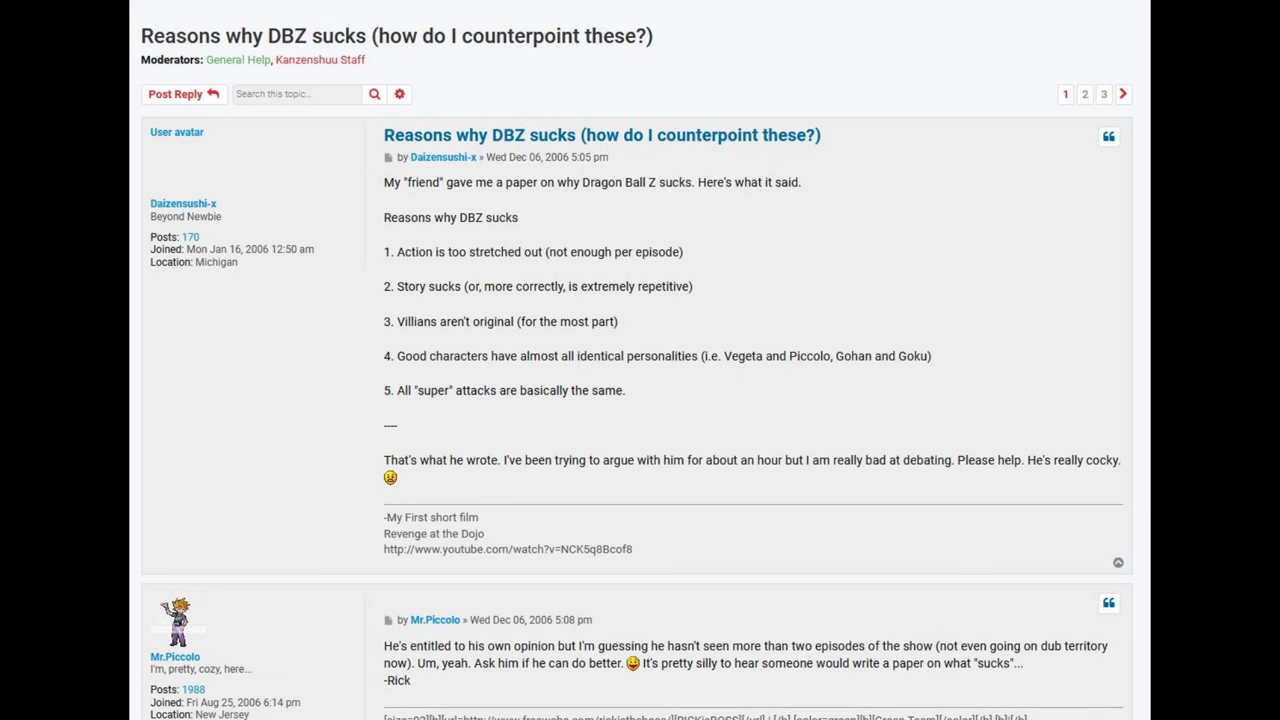 Reasons why DBZ sucks (how do I counterpoint these?)
Moderators: General Help, Kanzenshuu Staff
Post Reply Search this topic... 1 2 3
User avatar
Daizensushi-x
Beyond Newbie
Posts: 170
Joined: Mon Jan 16, 2006 12:50 am
Location: Michigan
Reasons why DBZ sucks (how do I counterpoint these?)
by Daizensushi-x » Wed Dec 06, 2006 5:05 pm
My "friend" gave me a paper on why Dragon Ball Z sucks. Here's what it said.
Reasons why DBZ sucks
1. Action is too stretched out (not enough per episode)
2. Story sucks (or, more correctly, is extremely repetitive)
3. Villians aren't original (for the most part)
4. Good characters have almost all identical personalities (i.e. Vegeta and Piccolo, Gohan and Goku)
5. All "super" attacks are basically the same.
----
That's what he wrote. I've been trying to argue with him for about an hour but I am really bad at debating. Please help. He's really cocky.
-My First short film
Revenge at the Dojo
http://www.youtube.com/watch?v=NCK5q8Bcof8
Mr.Piccolo
I'm, pretty, cozy, here...
Posts: 1988
Joined: Fri Aug 25, 2006 6:14 pm
Location: New Jersey
by Mr.Piccolo » Wed Dec 06, 2006 5:08 pm
He's entitled to his own opinion but I'm guessing he hasn't seen more than two episodes of the show (not even going on dub territory
now). Um, yeah. Ask him if he can do better. It's pretty silly to hear someone would write a paper on what "sucks"...
-Rick